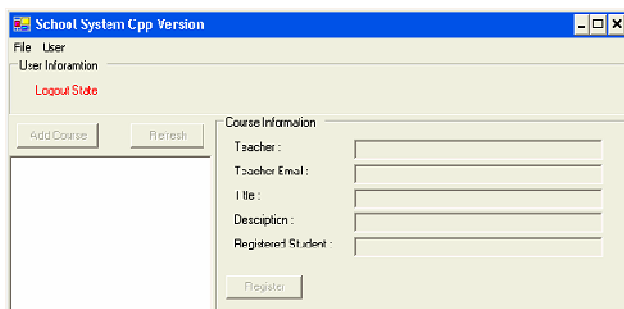 School System Cpp Version
File User
User Inforamtion
Logout State
Add Course Refresh
Course Information
Teacher :
Teacher Email :
Title :
Description :
Registered Student :
Register